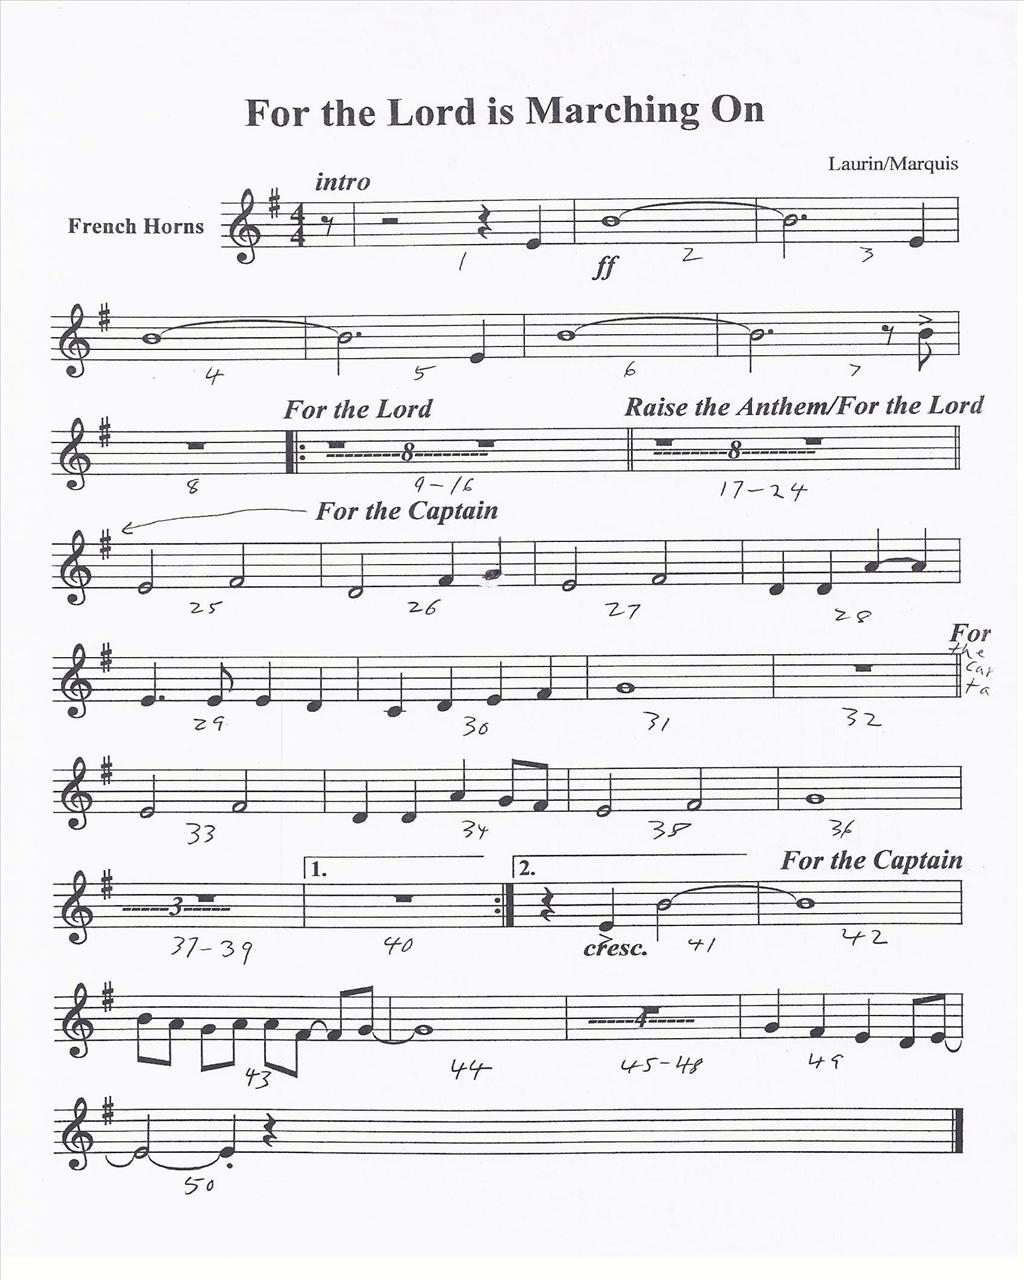 For the Lord is Marching On
Laurin/Marquis
intro
French Horns
4
4
1
ff
2
3
4
5
6
7
For the Lord
Raise the Anthem/For the Lord
8
8
8
9-16
17-24
For the Captain
25
26
27
28
For
the
Cap
ta
29
30
31
32
33
34
35
36
1.
2.
For the Captain
3
37-39
40
cresc.
41
42
4
43
44
45-48
49
50